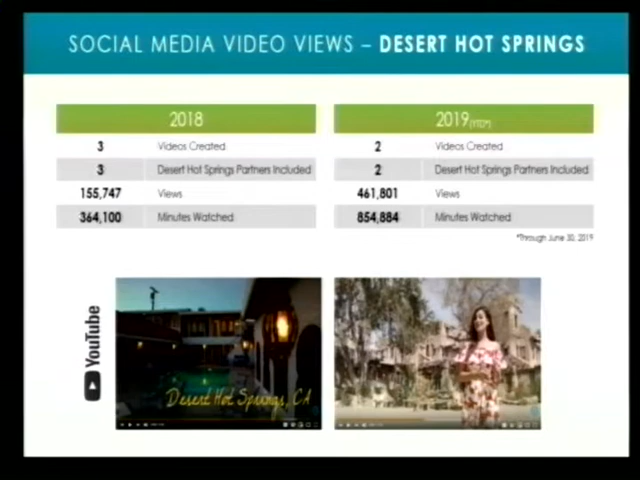 SOCIAL MEDIA VIDEO VIEWS – DESERT HOT SPRINGS
2018
3 Videos Created
3 Desert Hot Springs Partners Included
155,747 Views
364,100 Minutes Watched
2019(YTD*)
2 Videos Created
2 Desert Hot Springs Partners Included
461,801 Views
854,884 Minutes Watched
*Through June 30, 2019
YouTube
Desert Hot Springs, CA